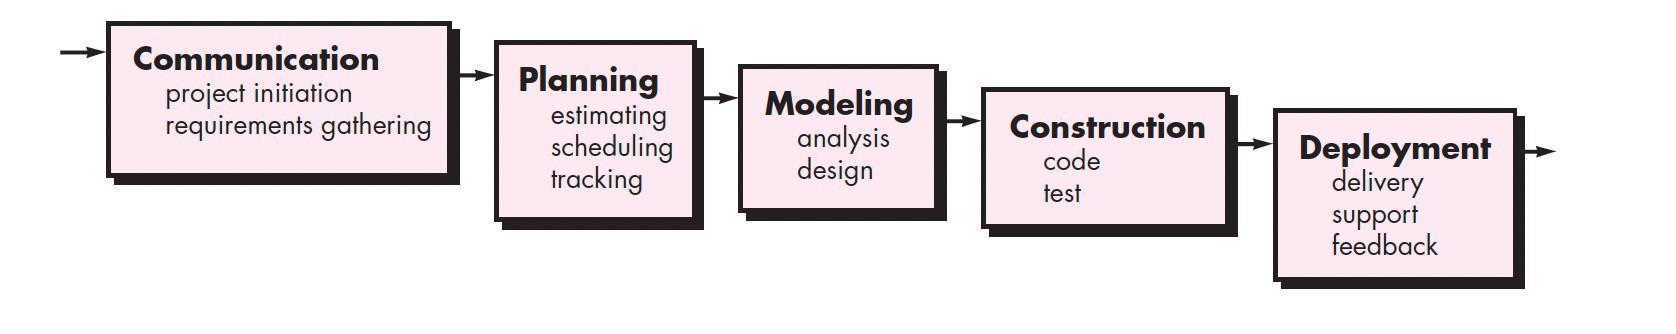 Communication
project initiation
requirements gathering
Planning
estimating
scheduling
tracking
Modeling
analysis
design
Construction
code
test
Deployment
delivery
support
feedback